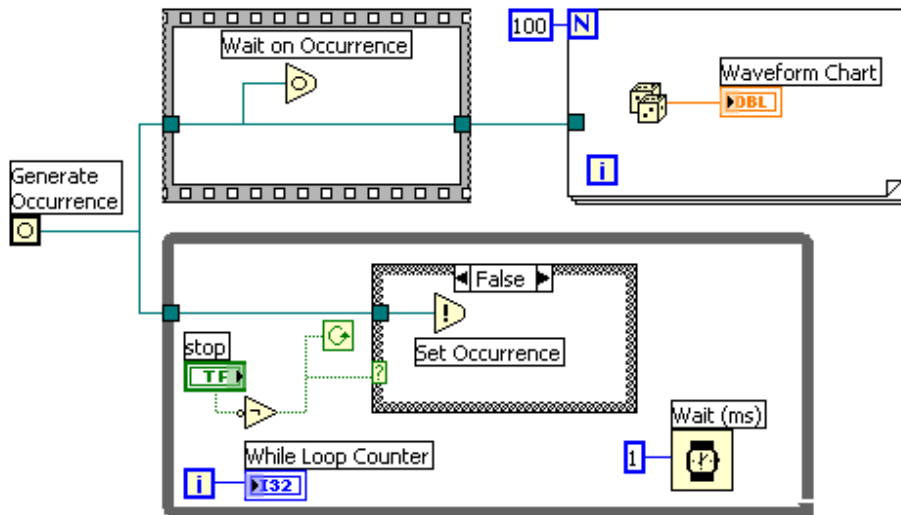 Wait on Occurrence
100
N
Waveform Chart
DBL
i
Generate
Occurrence
False
!
stop
TF
?
Set Occurrence
Wait (ms)
While Loop Counter
1
i
I32